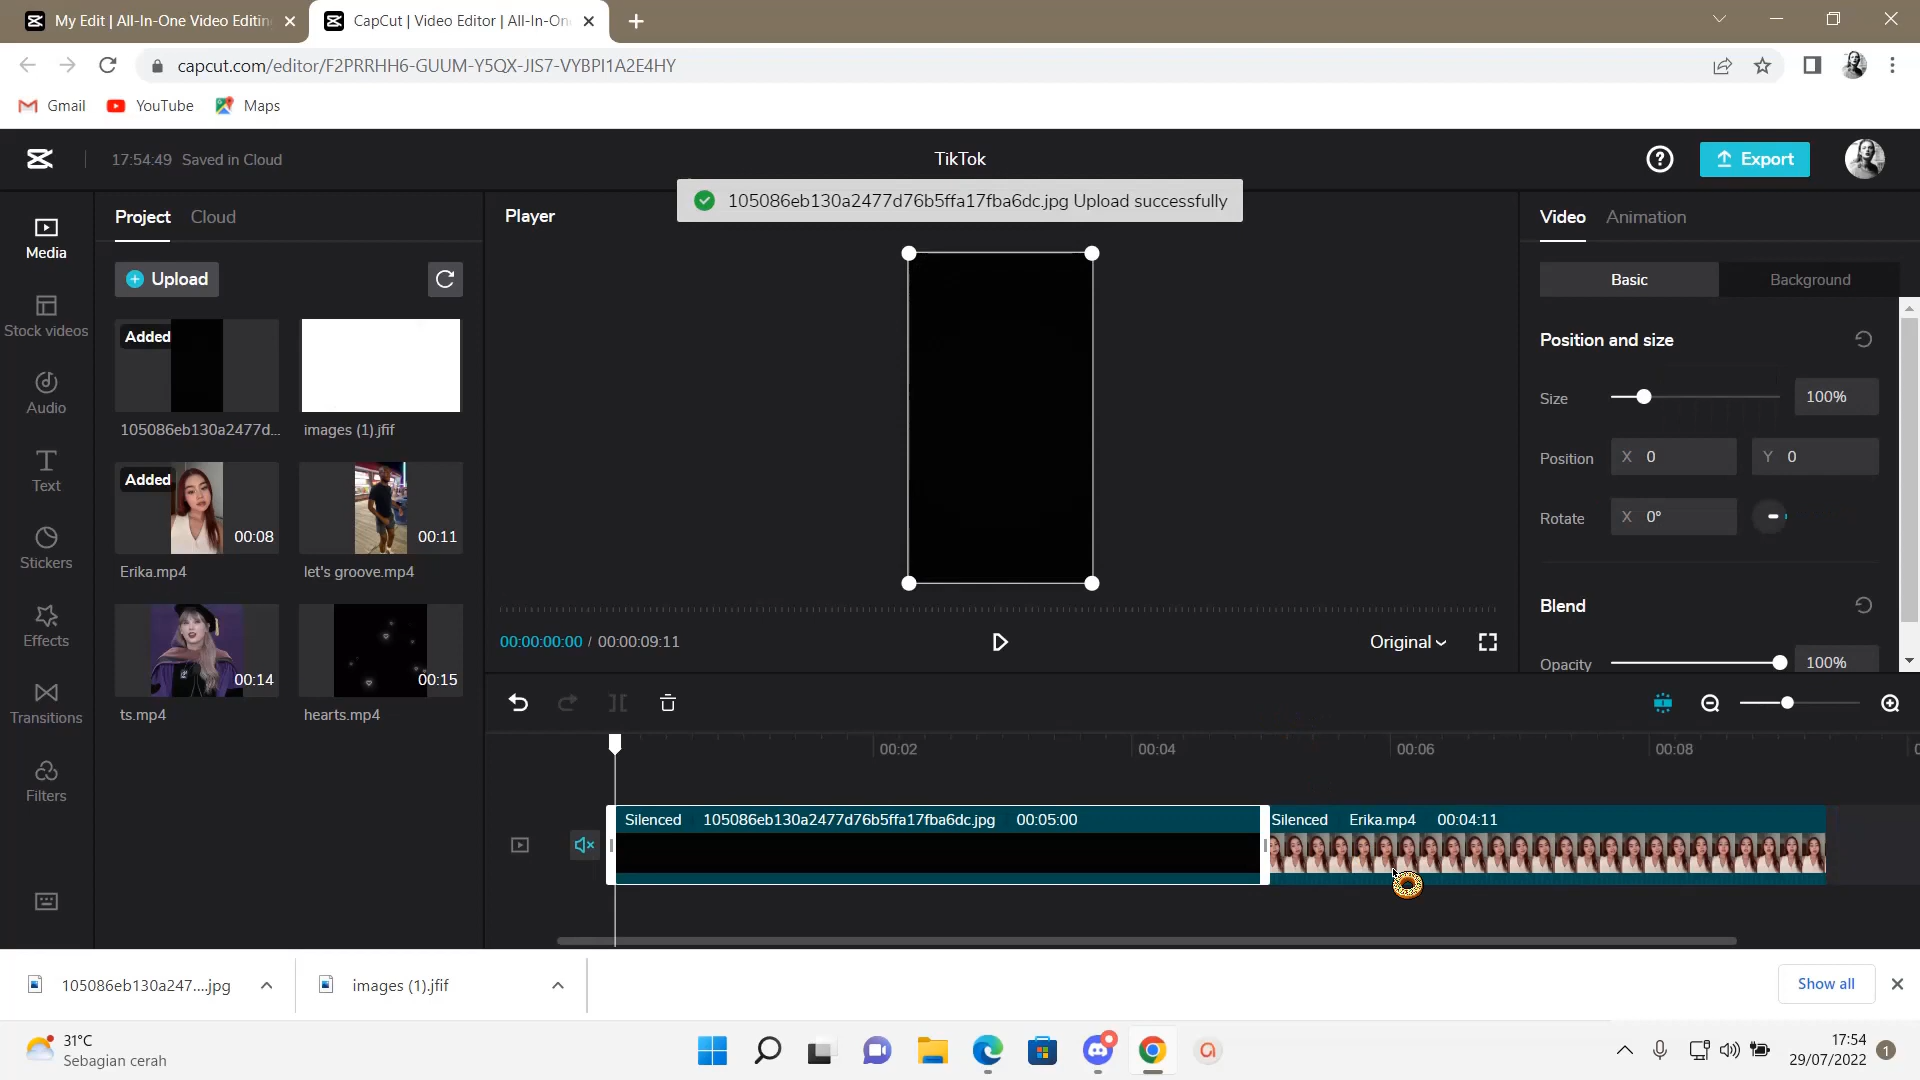 My Edit | All-In-One Video Editin
CapCut | Video Editor | All-In-On
capcut.com/editor/F2PRRHH6-GUUM-Y5QX-JIS7-VYBPI1A2E4HY
Gmail
YouTube
Maps
17:54:49 Saved in Cloud
TikTok
Export
105086eb130a2477d76b5ffa17fba6dc.jpg Upload successfully
Media
Stock videos
Audio
Text
Stickers
Effects
Transitions
Filters
Project
Cloud
Upload
Added
105086eb130a2477d...
images (1).jfif
Added
00:08
Erika.mp4
00:11
let's groove.mp4
00:14
ts.mp4
00:15
hearts.mp4
Player
00:00:00:00 / 00:00:09:11
Original
Video
Animation
Basic
Background
Position and size
Size
100%
Position
X 0
Y 0
Rotate
X 0°
Blend
Opacity
100%
00:02
00:04
00:06
00:08
Silenced 105086eb130a2477d76b5ffa17fba6dc.jpg 00:05:00
Silenced Erika.mp4 00:04:11
105086eb130a247....jpg
images (1).jfif
Show all
31°C
Sebagian cerah
17:54
29/07/2022
1